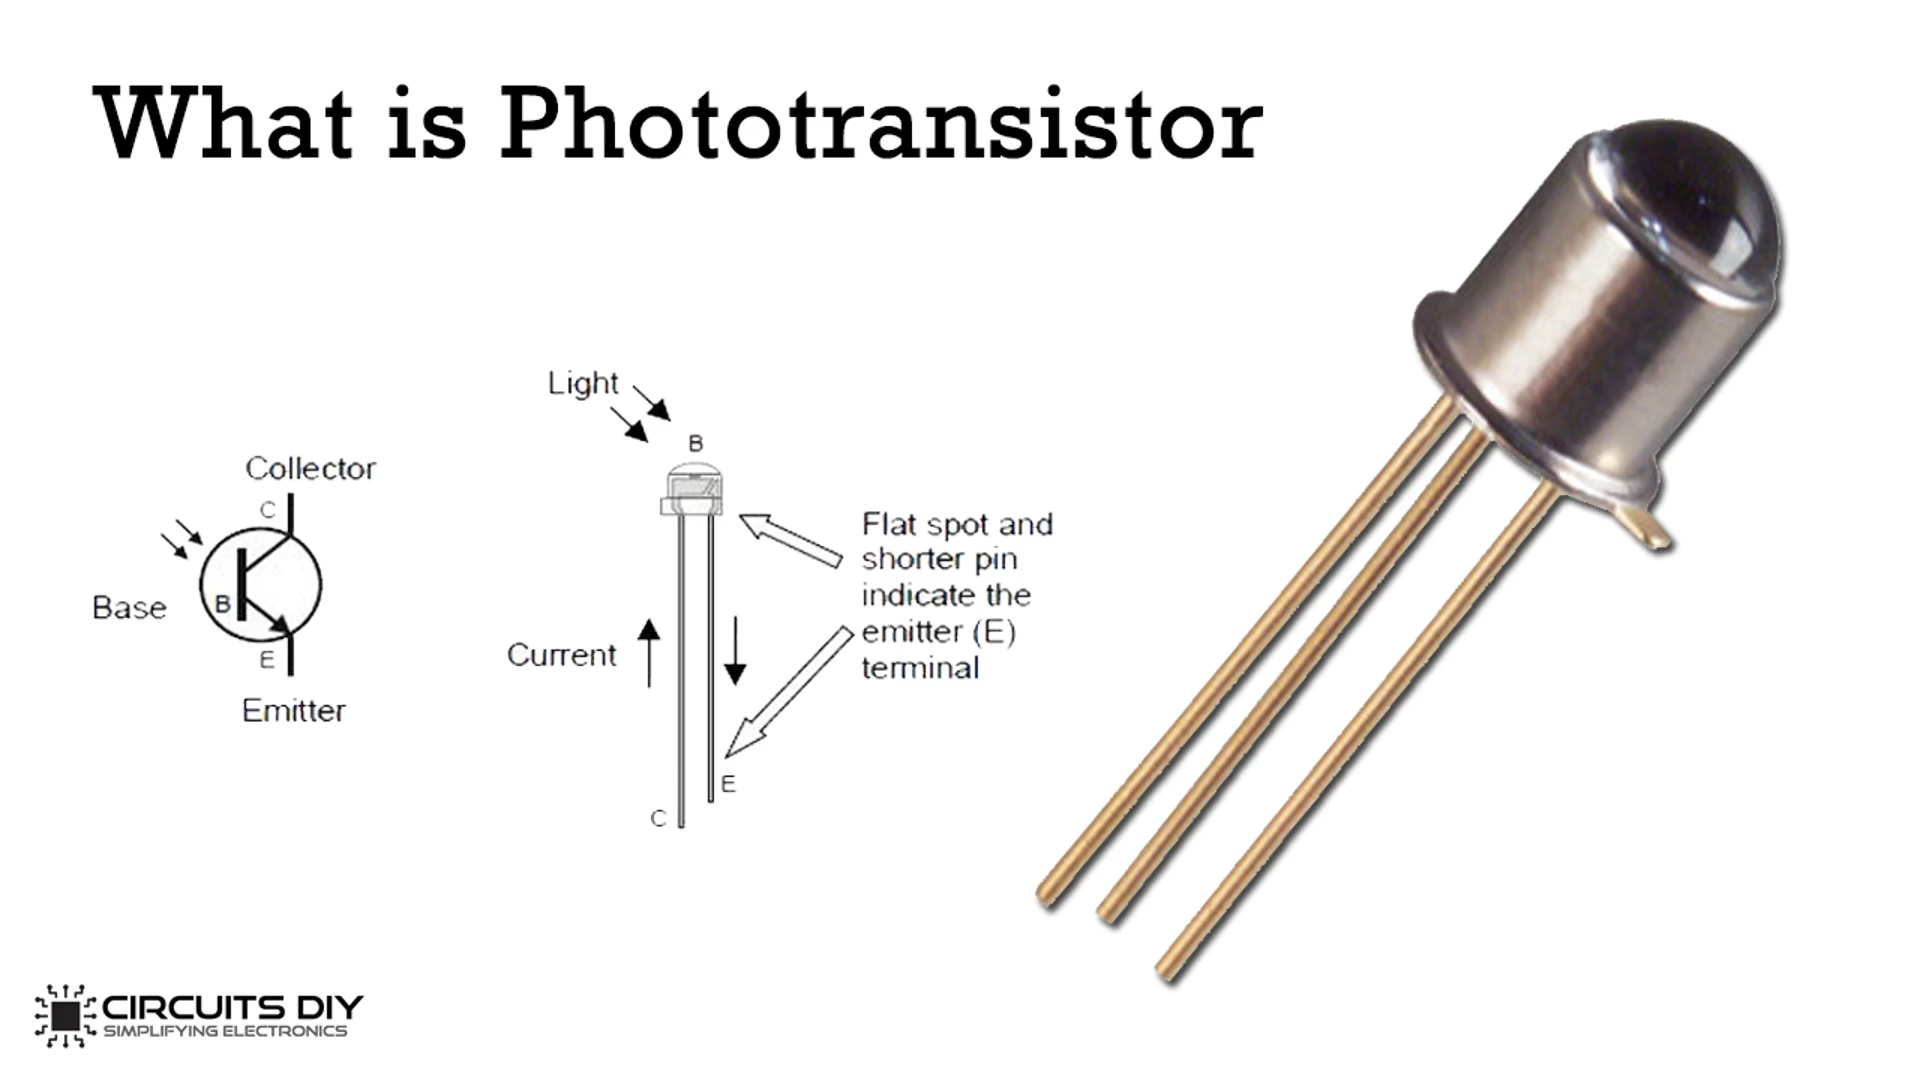 What is Phototransistor
Collector
C
Base
B
E
Emitter
Light
B
Current
Flat spot and
shorter pin
indicate the
emitter (E)
terminal
E
C
CIRCUITS DIY
SIMPLIFYING ELECTRONICS